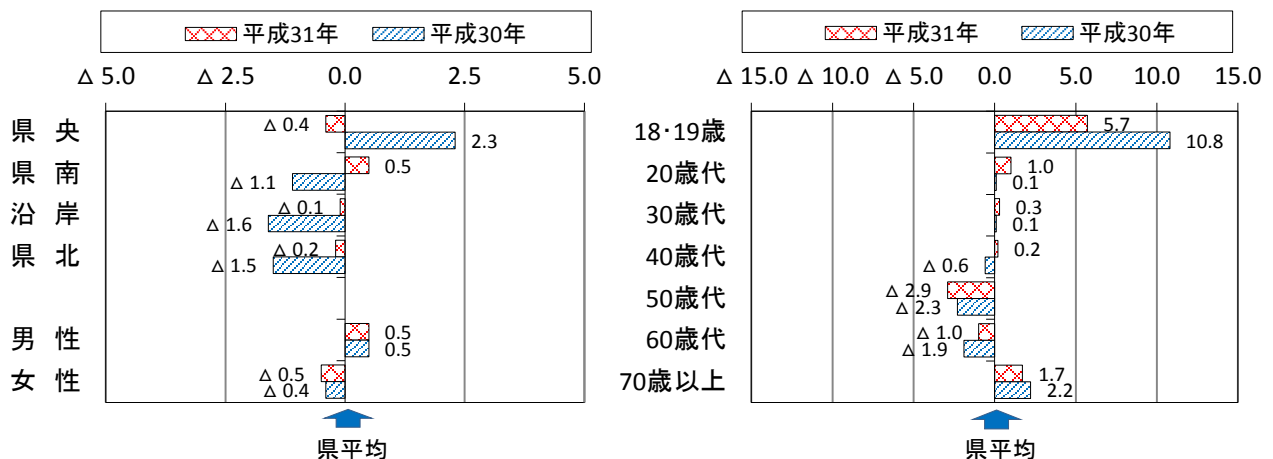 平成31年 平成30年
△ 5.0 △ 2.5 0.0 2.5 5.0
県 央 △ 0.4
2.3
県 南 0.5
△ 1.1
沿 岸 △ 0.1
△ 1.6
県 北 △ 0.2
△ 1.5
男 性 0.5
0.5
女 性 △ 0.5
△ 0.4
県平均
平成31年 平成30年
△ 15.0 △ 10.0 △ 5.0 0.0 5.0 10.0 15.0
18・19歳 5.7
10.8
20歳代 1.0
0.1
30歳代 0.3
0.1
40歳代 0.2
△ 0.6
50歳代 △ 2.9
△ 2.3
60歳代 △ 1.0
△ 1.9
70歳以上 1.7
2.2
県平均